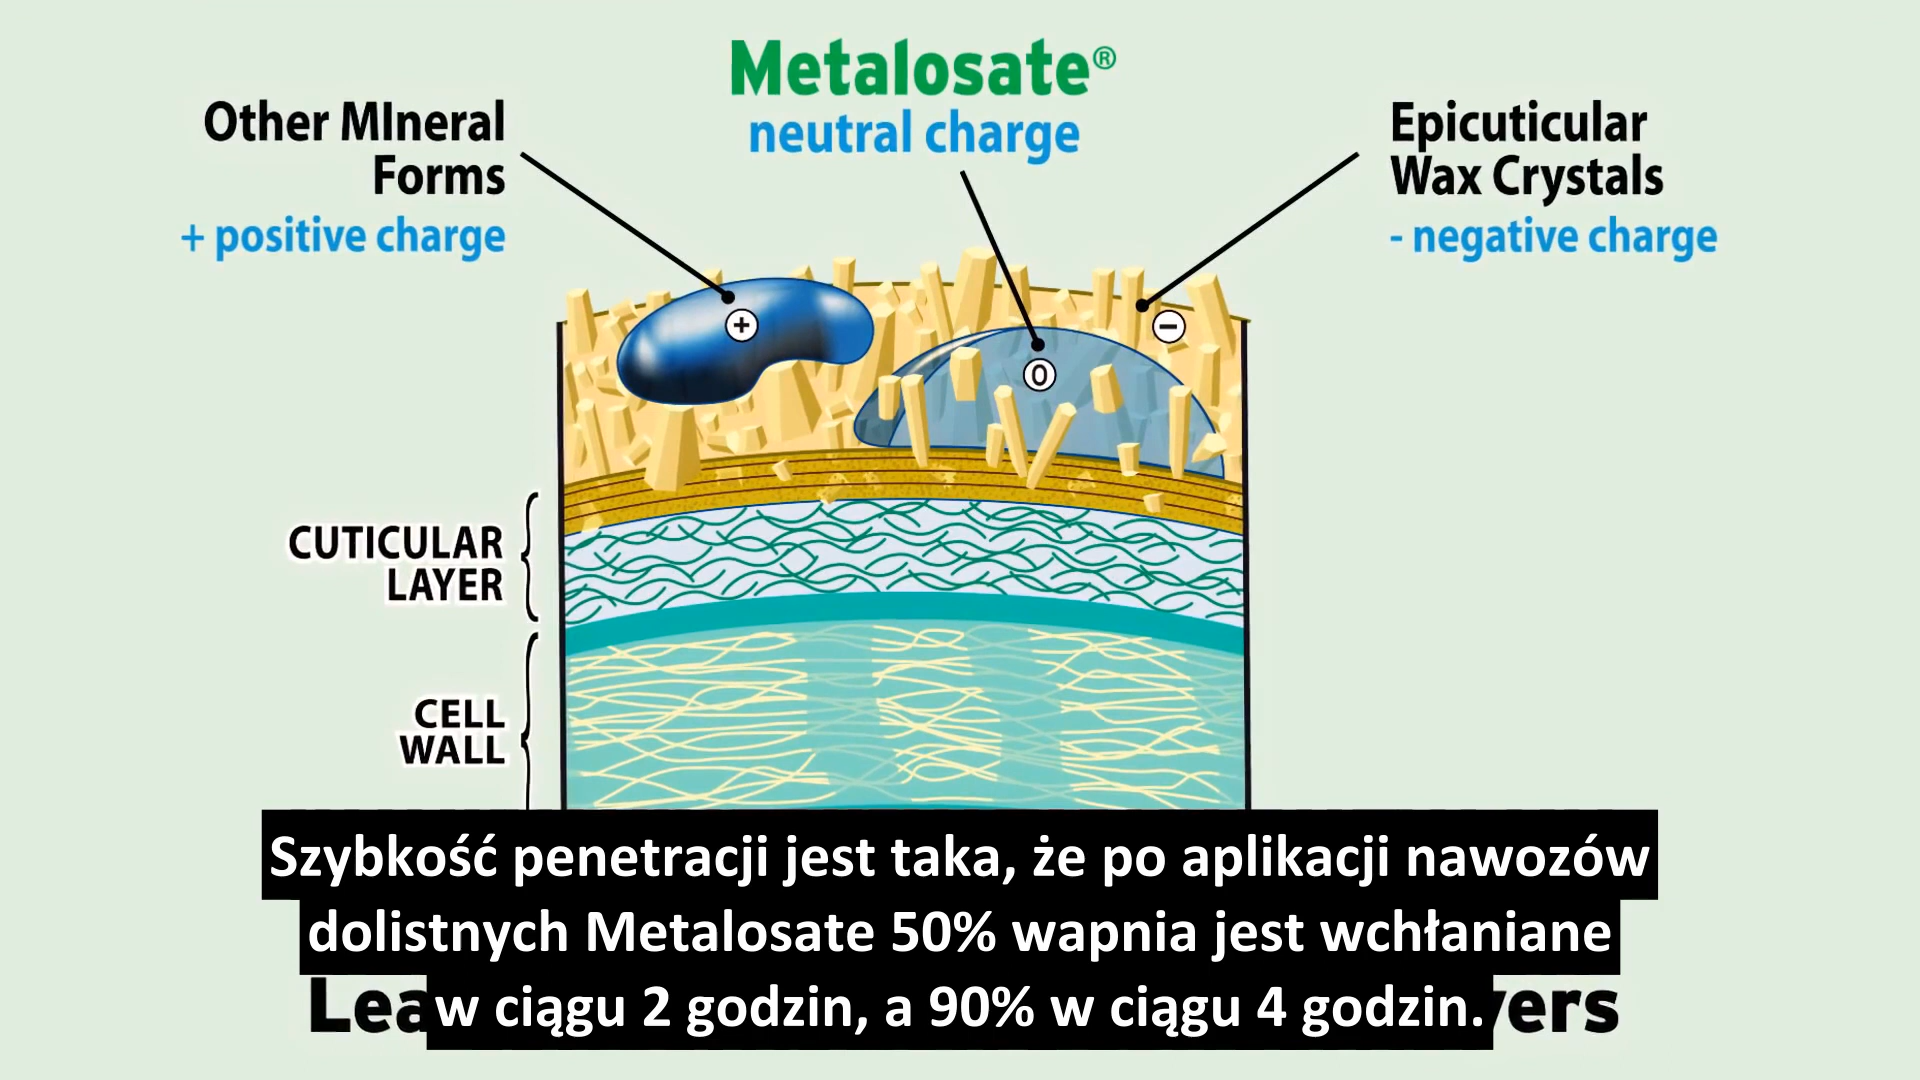 Metalosate®
neutral charge
Other MIneral
Forms
+ positive charge
Epicuticular
Wax Crystals
- negative charge
+
0
−
CUTICULAR
LAYER
CELL
WALL
Szybkość penetracji jest taka, że po aplikacji nawozów
dolistnych Metalosate 50% wapnia jest wchłaniane
w ciągu 2 godzin, a 90% w ciągu 4 godzin.